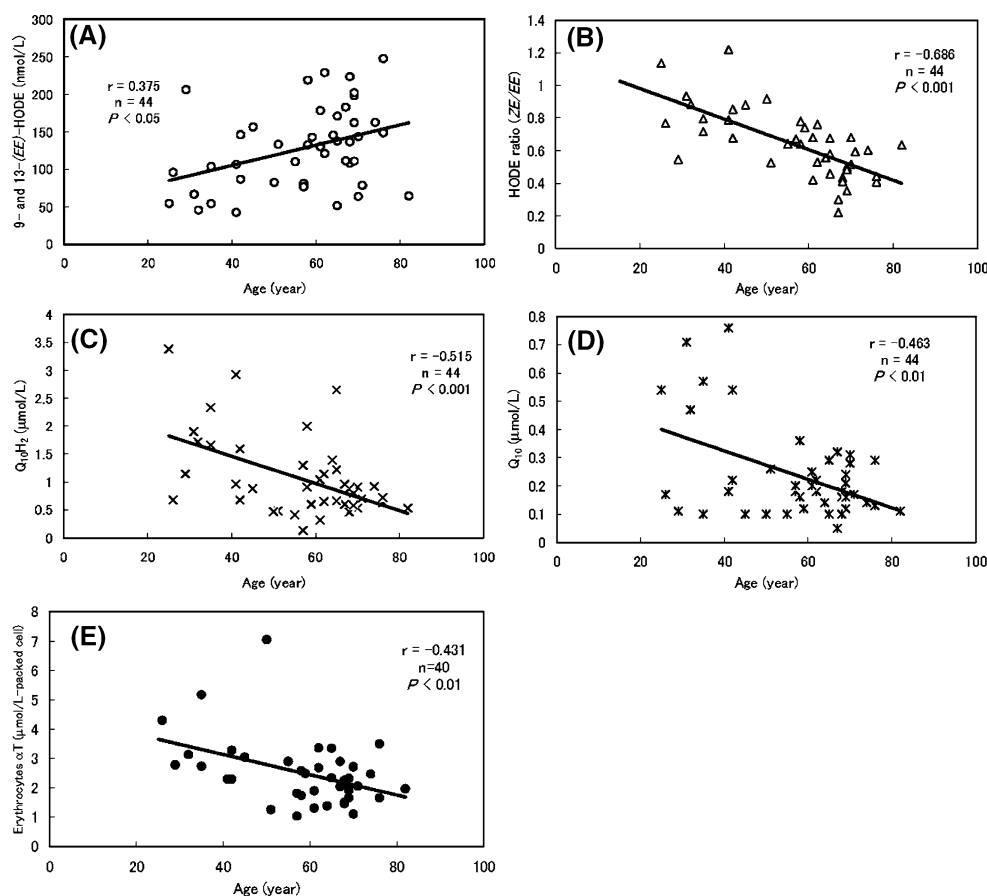 (A)
9- and 13-(EE)-HODE (nmol/L)
300
250
200
150
100
50
0
r = 0.375
n = 44
P < 0.05
0 20 40 60 80 100
Age (year)
(B)
HODE ratio (ZE/EE)
1.4
1.2
1
0.8
0.6
0.4
0.2
0
r = -0.686
n = 44
P < 0.001
0 20 40 60 80 100
Age (year)
(C)
Q10H2 (μmol/L)
4
3.5
3
2.5
2
1.5
1
0.5
0
r = -0.515
n = 44
P < 0.001
0 20 40 60 80 100
Age (year)
(D)
Q10 (μmol/L)
0.8
0.7
0.6
0.5
0.4
0.3
0.2
0.1
0
r = -0.463
n = 44
P < 0.01
0 20 40 60 80 100
Age (year)
(E)
Erythrocytes αT (μmol/L-packed cell)
8
7
6
5
4
3
2
1
0
r = -0.431
n=40
P < 0.01
0 20 40 60 80 100
Age (year)